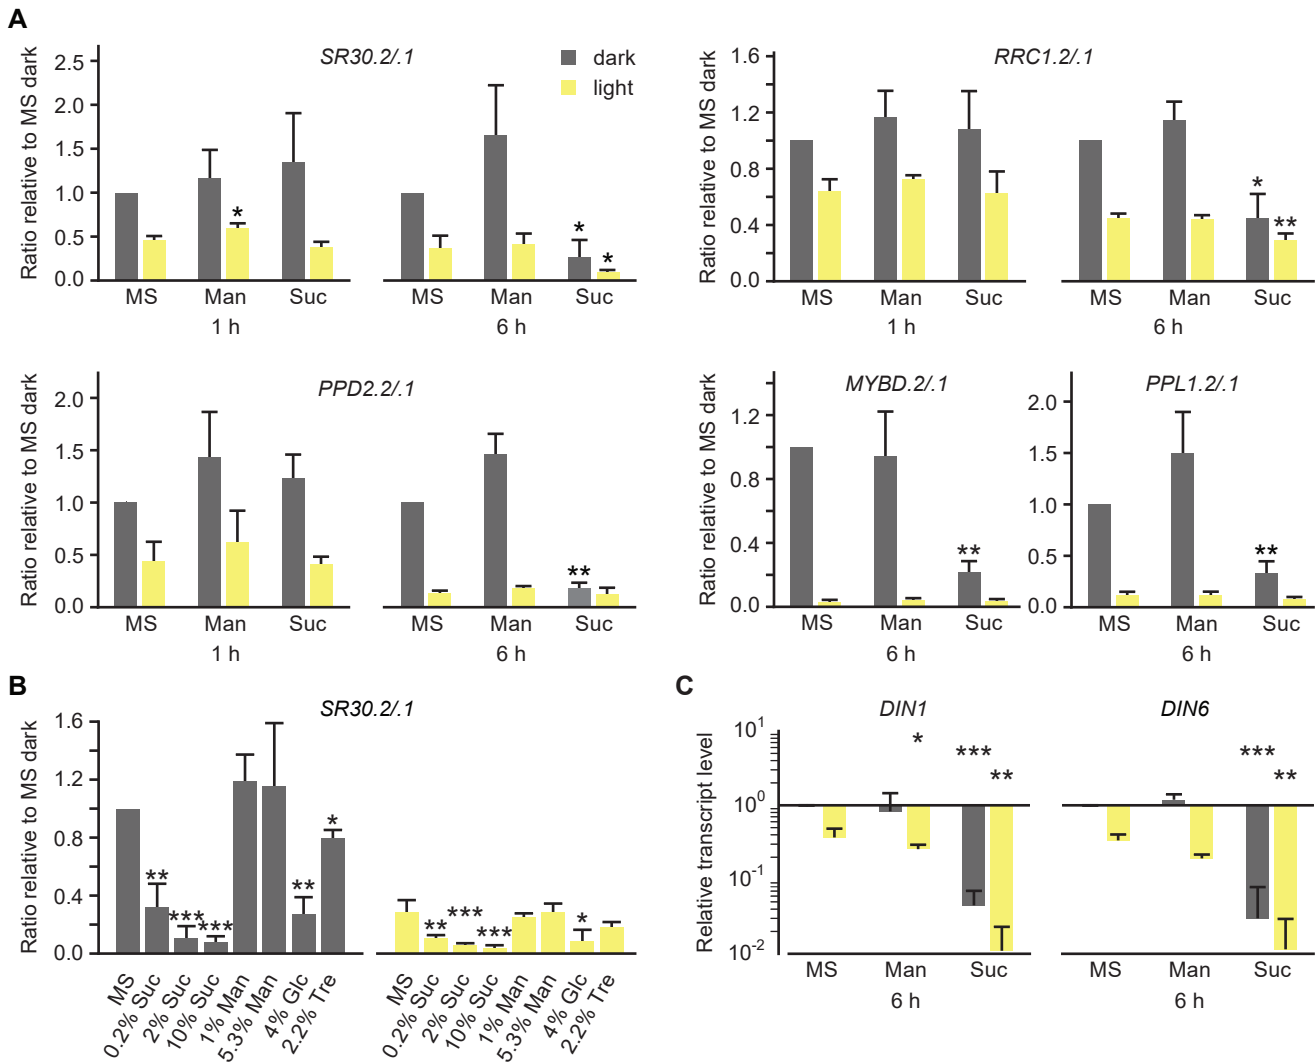 A
SR30.2/.1
dark
light
Ratio relative to MS dark
2.5
2.0
1.5
1.0
0.5
0.0
*
*
*
MS Man Suc MS Man Suc
1 h 6 h
RRC1.2/.1
Ratio relative to MS dark
1.6
1.2
0.8
0.4
0.0
*
**
MS Man Suc MS Man Suc
1 h 6 h
PPD2.2/.1
Ratio relative to MS dark
2.0
1.5
1.0
0.5
0.0
**
MS Man Suc MS Man Suc
1 h 6 h
MYBD.2/.1
Ratio relative to MS dark
1.2
0.8
0.4
0.0
**
MS Man Suc
6 h
PPL1.2/.1
2.0
1.5
1.0
0.5
0.0
**
MS Man Suc
6 h
B
SR30.2/.1
Ratio relative to MS dark
1.6
1.2
0.8
0.4
0.0
** *** *** ** *
** *** *** *
MS 0.2% Suc 2% Suc 10% Suc 1% Man 5.3% Man 4% Glc 2.2% Tre
MS 0.2% Suc 2% Suc 10% Suc 1% Man 5.3% Man 4% Glc 2.2% Tre
C
DIN1 DIN6
Relative transcript level
10^1
10^0
10^-1
10^-2
* *** **
*** **
MS Man Suc MS Man Suc
6 h 6 h